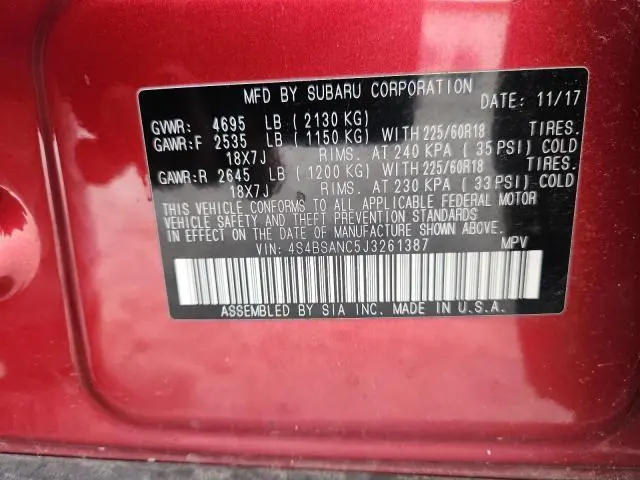 MFD BY SUBARU CORPORATION
DATE: 11/17
GVWR: 4695 LB ( 2130 KG)
GAWR:F 2535 LB ( 1150 KG) WITH 225/60R18 TIRES.
18X7J RIMS. AT 240 KPA ( 35 PSI) COLD
GAWR:R 2645 LB ( 1200 KG) WITH 225/60R18 TIRES.
18X7J RIMS. AT 230 KPA ( 33 PSI) COLD
THIS VEHICLE CONFORMS TO ALL APPLICABLE FEDERAL MOTOR
VEHICLE SAFETY AND THEFT PREVENTION STANDARDS
IN EFFECT ON THE DATE OF MANUFACTURE SHOWN ABOVE.
VIN: 4S4BSANC5J3261387 MPV
ASSEMBLED BY SIA INC. MADE IN U.S.A.